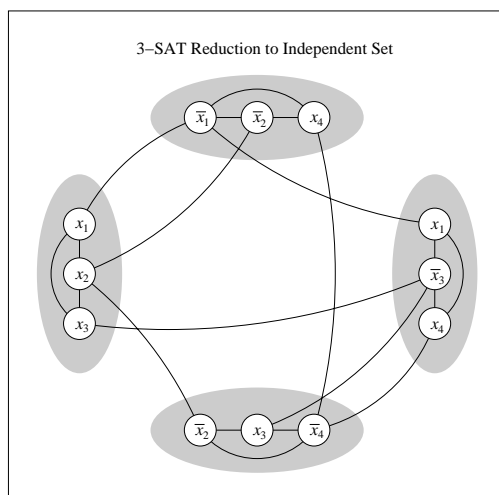 3−SAT Reduction to Independent Set
x̅₁ x̅₂ x₄
x₁
x₂
x₃
x₁
x̅₃
x₄
x̅₂ x₃ x̅₄